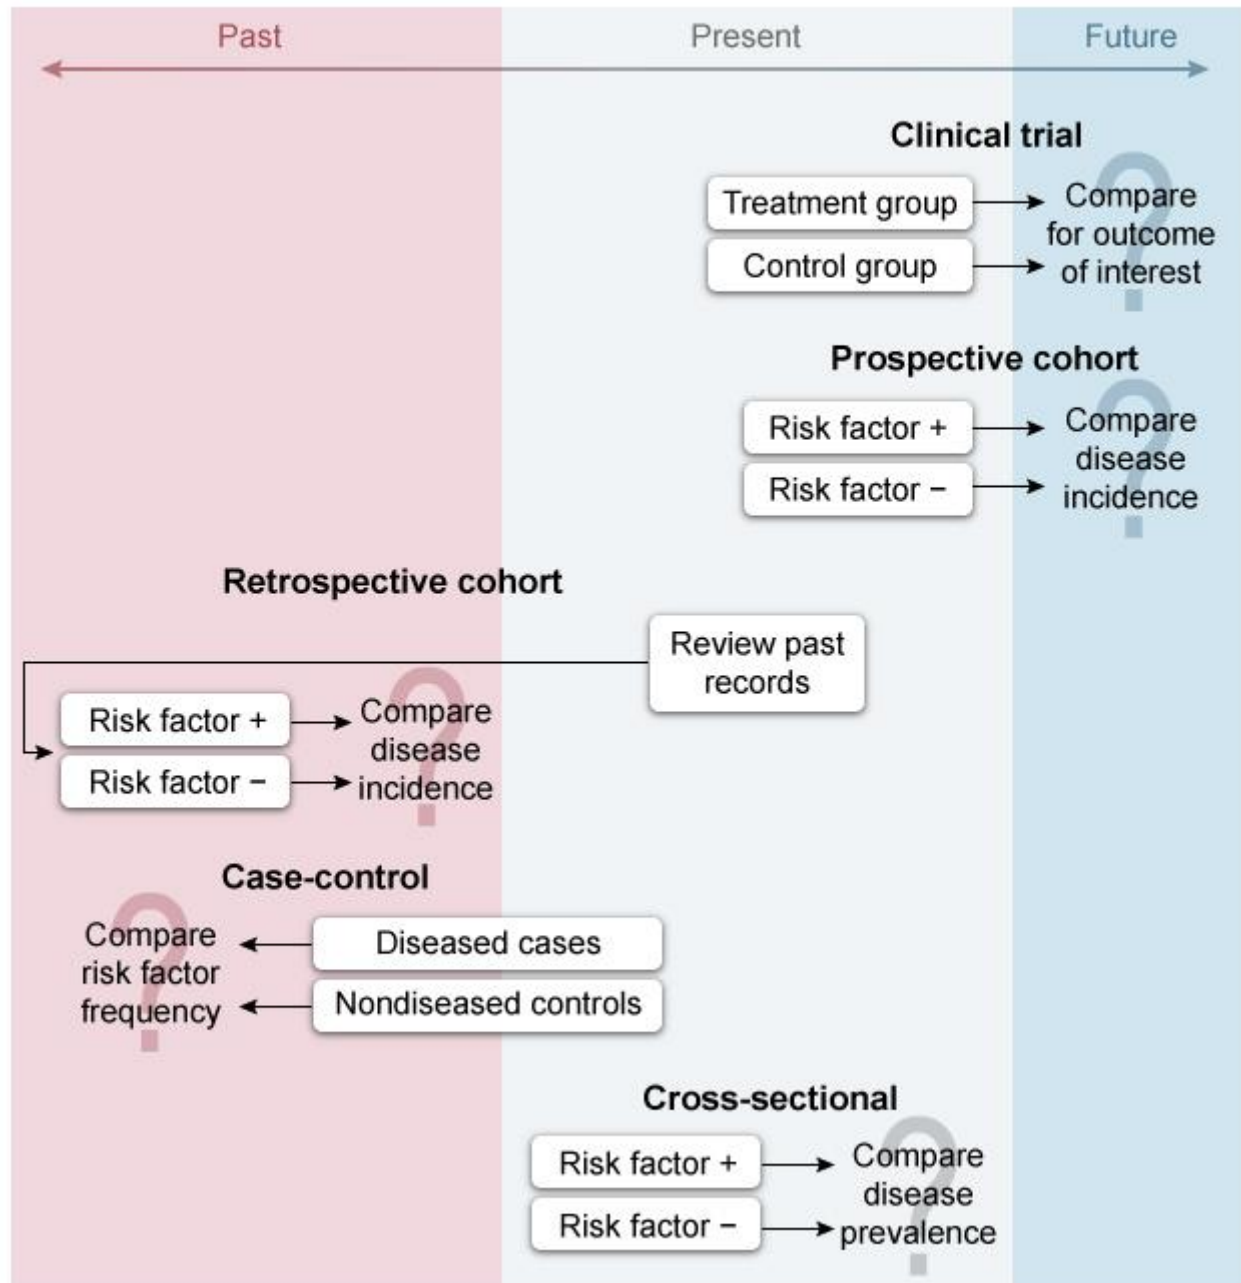 Past
Present
Future
Clinical trial
Treatment group
Control group
Compare
for outcome
of interest
Prospective cohort
Risk factor +
Risk factor −
Compare
disease
incidence
Retrospective cohort
Review past
records
Risk factor +
Risk factor −
Compare
disease
incidence
Case-control
Compare
risk factor
frequency
Diseased cases
Nondiseased controls
Cross-sectional
Risk factor +
Risk factor −
Compare
disease
prevalence
?
?
?
?
?